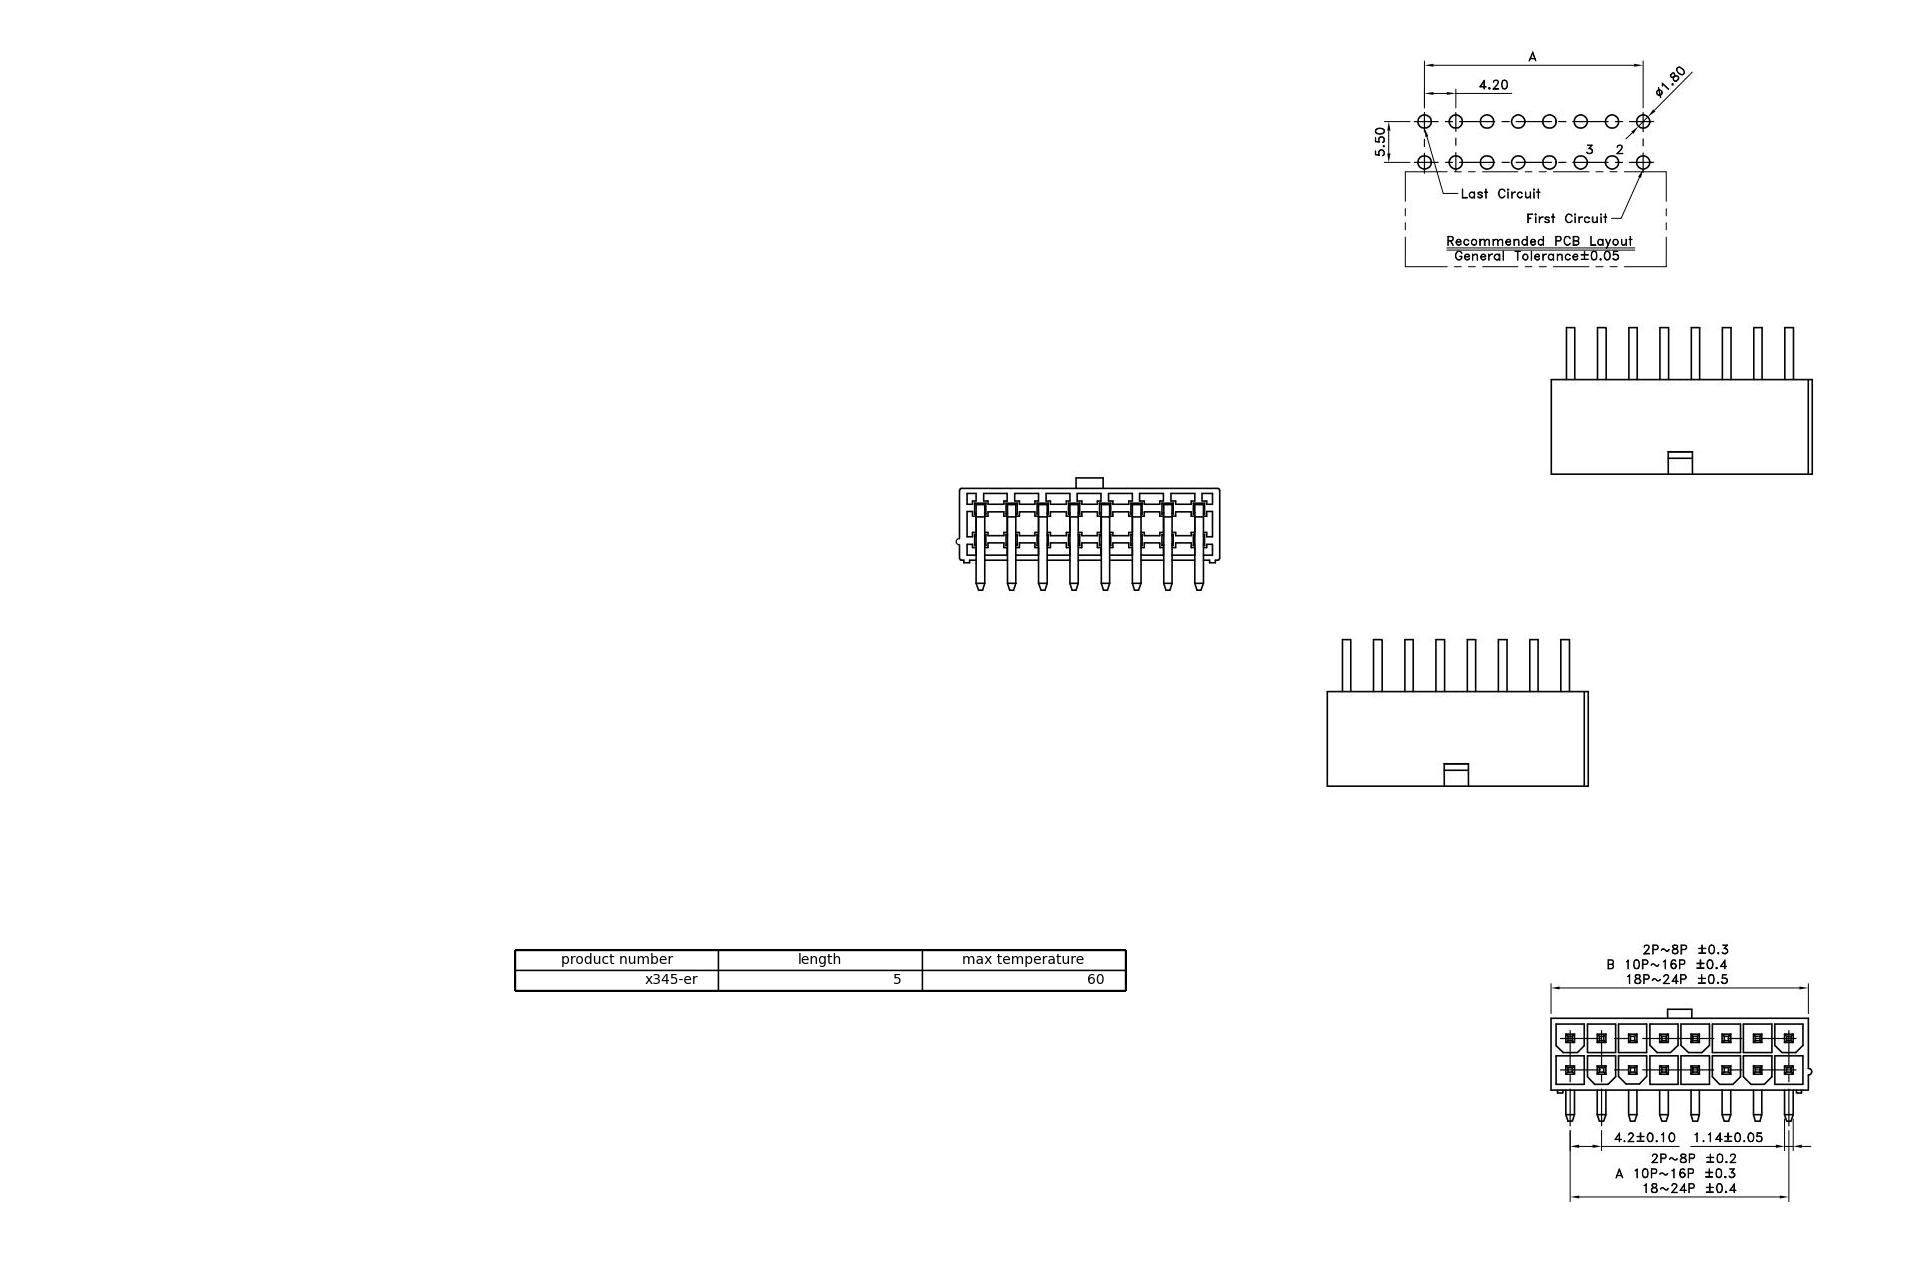 A
4.20
ø1.80
5.50
3 2
Last Circuit
First Circuit
Recommended PCB Layout
General Tolerance±0.05
product number length max temperature
x345-er 5 60
2P~8P ±0.3
B 10P~16P ±0.4
18P~24P ±0.5
4.2±0.10 1.14±0.05
2P~8P ±0.2
A 10P~16P ±0.3
18~24P ±0.4